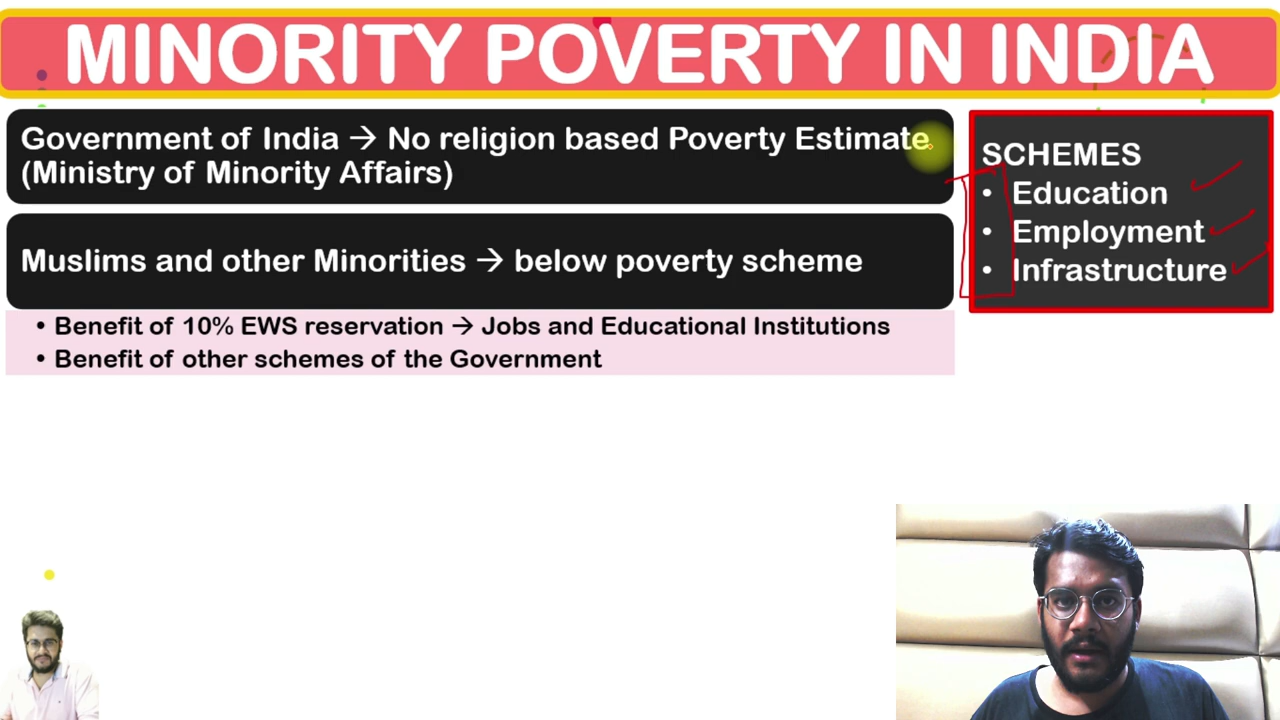 MINORITY POVERTY IN INDIA
Government of India → No religion based Poverty Estimate
(Ministry of Minority Affairs)
Muslims and other Minorities → below poverty scheme
• Benefit of 10% EWS reservation → Jobs and Educational Institutions
• Benefit of other schemes of the Government
SCHEMES
• Education
• Employment
• Infrastructure